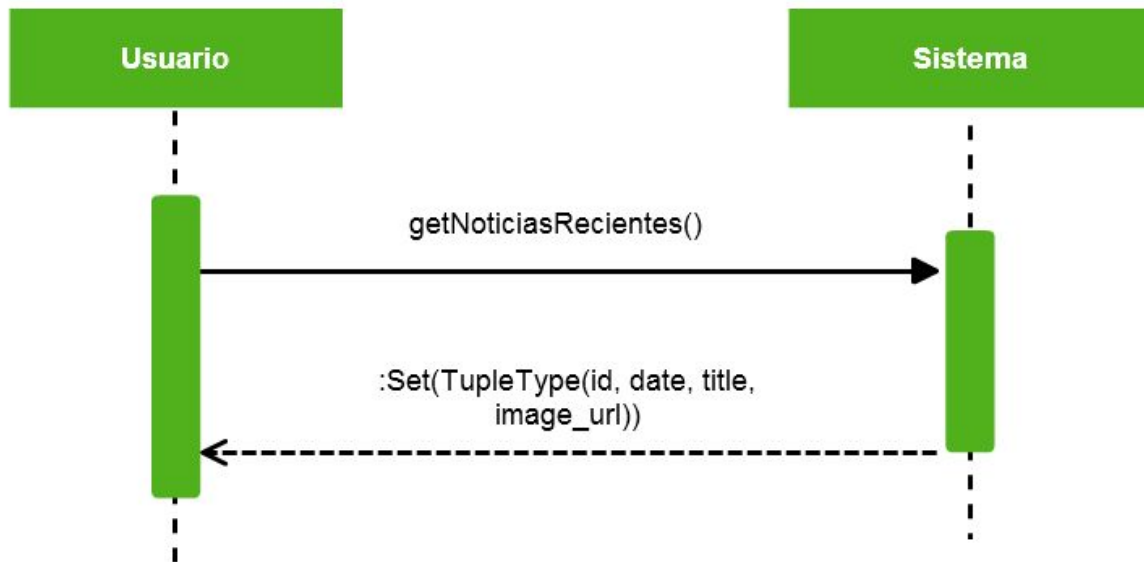 Usuario
Sistema
getNoticiasRecientes()
:Set(TupleType(id, date, title,
image_url))